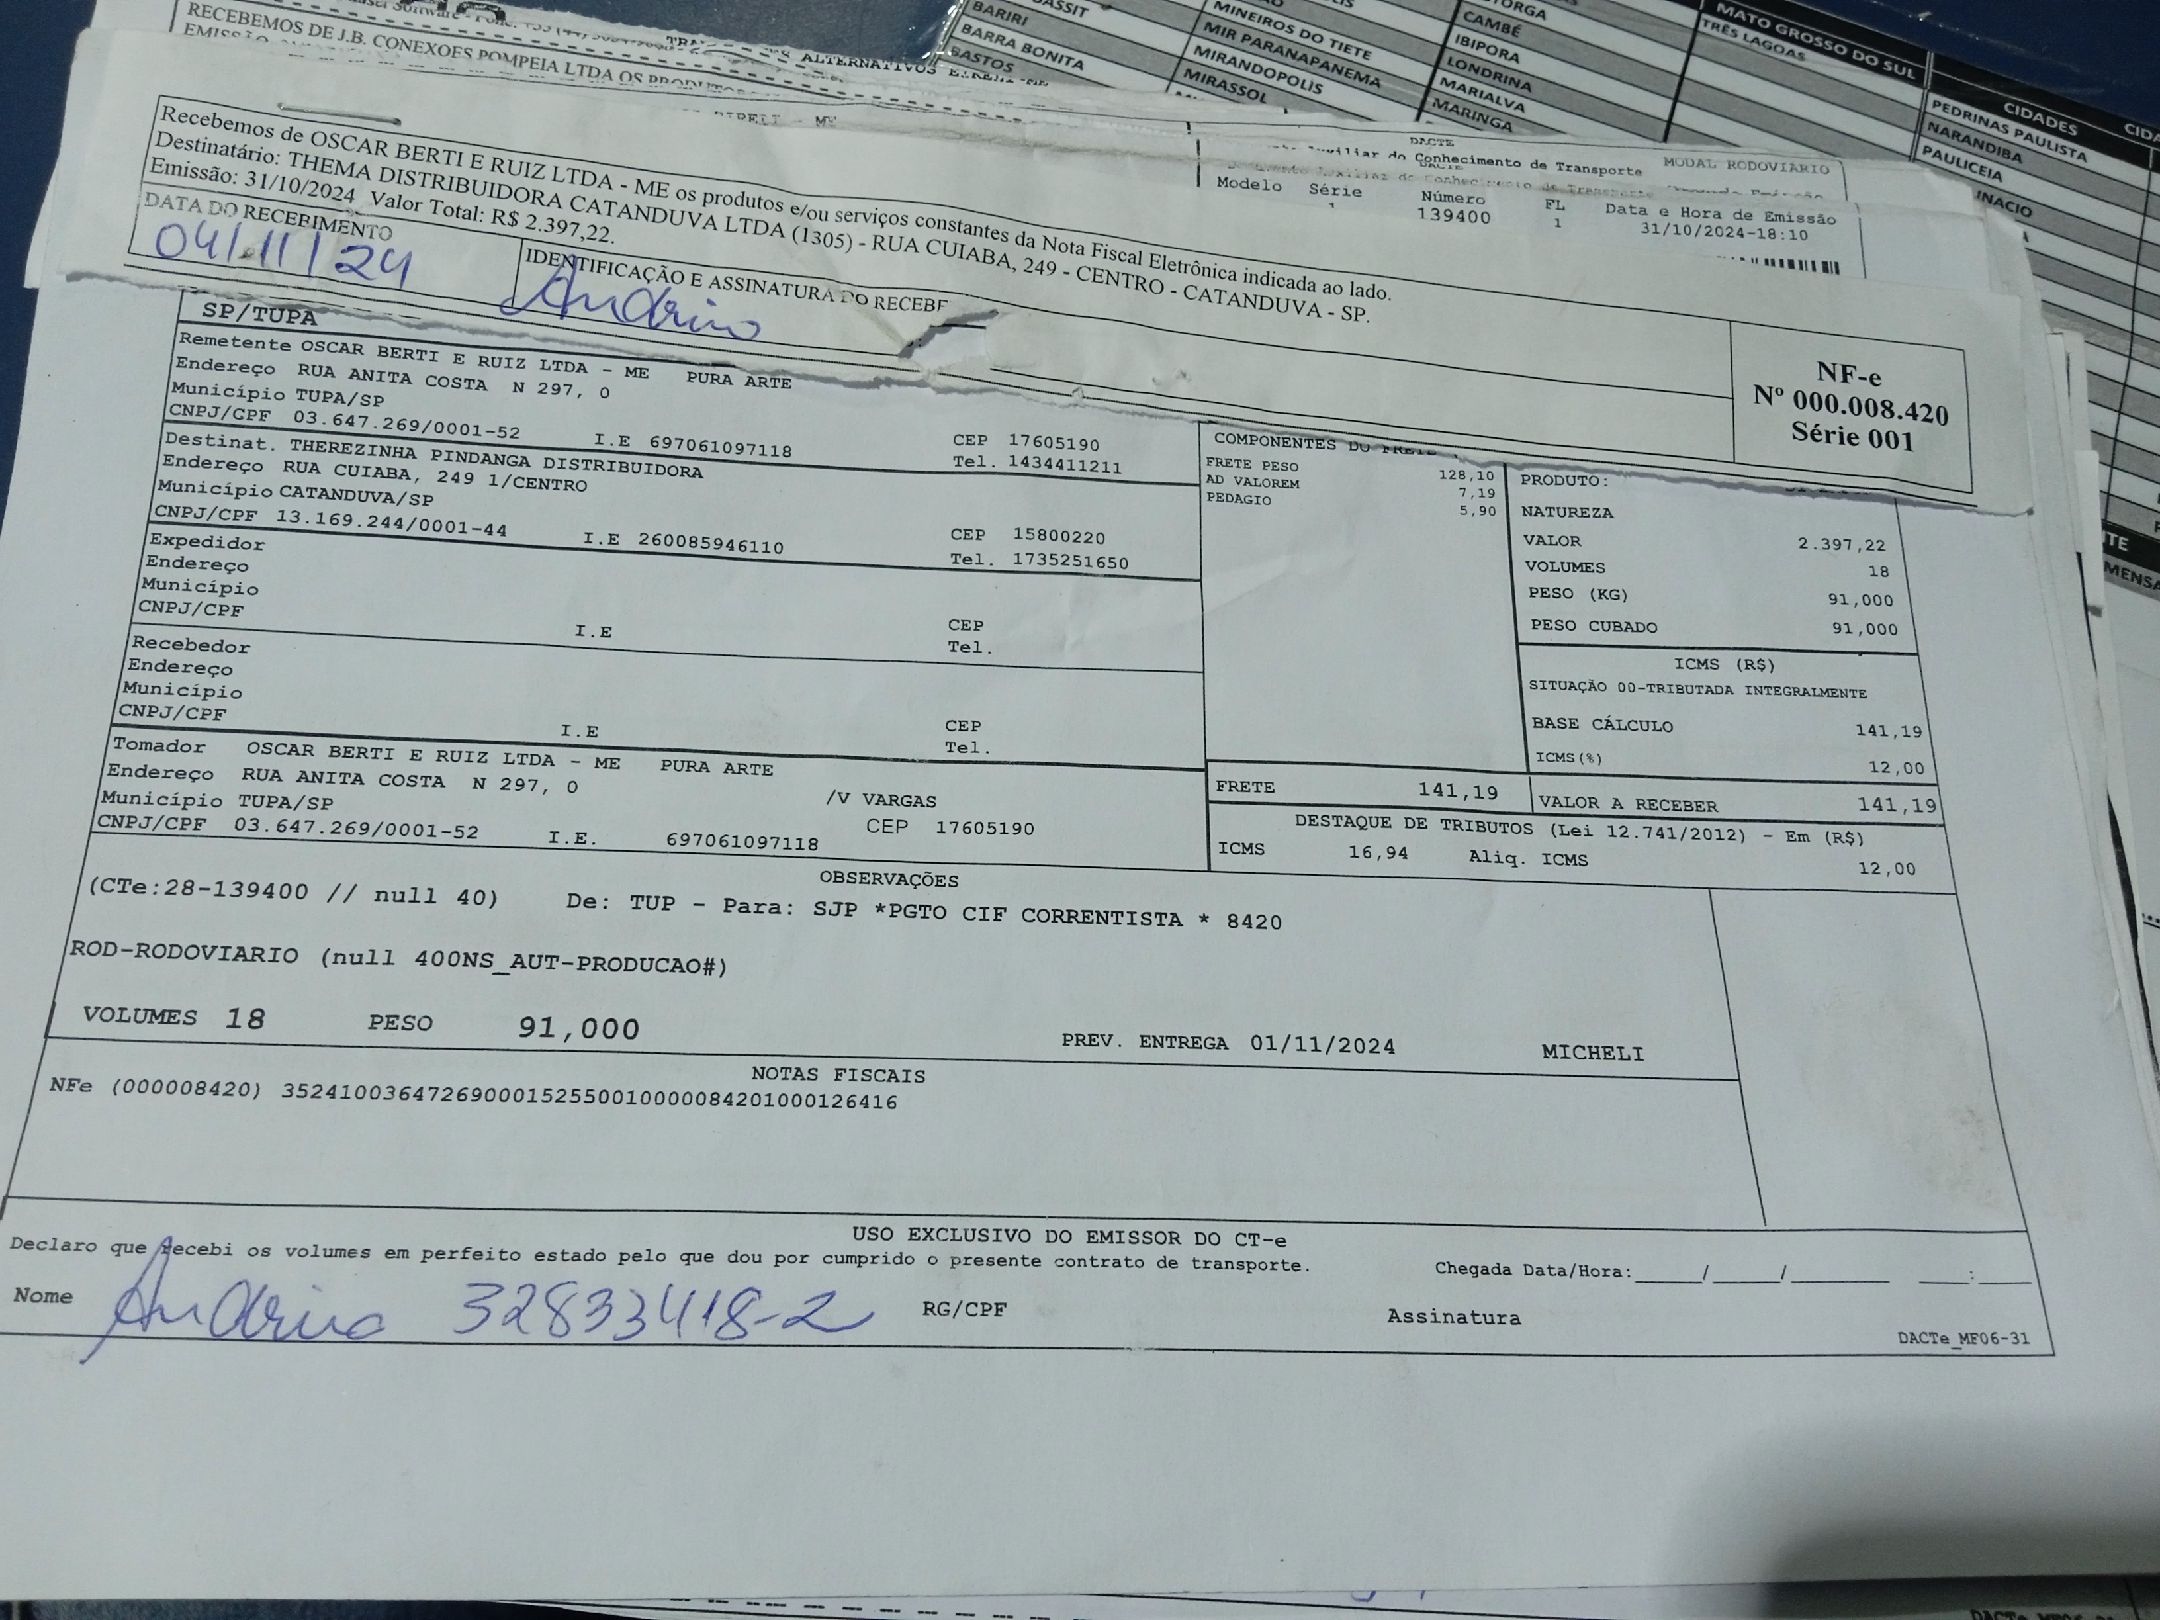 RECEBEMOS DE J.B. CONEXOES POMPEIA LTDA OS
Recebemos de OSCAR BERTI E RUIZ LTDA - ME os produtos e/ou serviços constantes da Nota Fiscal Eletrônica indicada ao lado.
Destinatário: THEMA DISTRIBUIDORA CATANDUVA LTDA (1305) - RUA CUIABA, 249 - CENTRO - CATANDUVA - SP.
Emissão: 31/10/2024 Valor Total: R$ 2.397,22.
DATA DO RECEBIMENTO
04/11/24
IDENTIFICAÇÃO E ASSINATURA DO RECEBE
NF-e
Nº 000.008.420
Série 001
DACTE
Conhecimento de Transporte
MODAL RODOVIARIO
Modelo Série Número FL Data e Hora de Emissão
1 139400 1 31/10/2024-18:10
SP/TUPA
Remetente OSCAR BERTI E RUIZ LTDA - ME PURA ARTE
Endereço RUA ANITA COSTA N 297, 0
Município TUPA/SP CEP 17605190
CNPJ/CPF 03.647.269/0001-52 I.E 697061097118 Tel. 1434411211
Destinat. THEREZINHA PINDANGA DISTRIBUIDORA
Endereço RUA CUIABA, 249 1/CENTRO
Município CATANDUVA/SP CEP 15800220
CNPJ/CPF 13.169.244/0001-44 I.E 260085946110 Tel. 1735251650
Expedidor
Endereço
Município CEP
CNPJ/CPF I.E Tel.
Recebedor
Endereço
Município CEP
CNPJ/CPF I.E Tel.
Tomador OSCAR BERTI E RUIZ LTDA - ME PURA ARTE
Endereço RUA ANITA COSTA N 297, 0 /V VARGAS
Município TUPA/SP CEP 17605190
CNPJ/CPF 03.647.269/0001-52 I.E. 697061097118
COMPONENTES DO FRETE
FRETE PESO 128,10
AD VALOREM 7,19
PEDAGIO 5,90
PRODUTO:
NATUREZA
VALOR 2.397,22
VOLUMES 18
PESO (KG) 91,000
PESO CUBADO 91,000
ICMS (R$)
SITUAÇÃO 00-TRIBUTADA INTEGRALMENTE
BASE CÁLCULO 141,19
ICMS(%) 12,00
FRETE 141,19 VALOR A RECEBER 141,19
DESTAQUE DE TRIBUTOS (Lei 12.741/2012) - Em (R$)
ICMS 16,94 Aliq. ICMS 12,00
OBSERVAÇÕES
(CTe:28-139400 // null 40) De: TUP - Para: SJP *PGTO CIF CORRENTISTA * 8420
ROD-RODOVIARIO (null 400NS_AUT-PRODUCAO#)
VOLUMES 18 PESO 91,000 PREV. ENTREGA 01/11/2024 MICHELI
NOTAS FISCAIS
NFe (000008420) 35241003647269000152550010000084201000126416
USO EXCLUSIVO DO EMISSOR DO CT-e
Declaro que recebi os volumes em perfeito estado pelo que dou por cumprido o presente contrato de transporte. Chegada Data/Hora:_____/_____/_______ ____:____
Nome 32833418-2 RG/CPF Assinatura
DACTe_MF06-31
BARIRI
BARRA BONITA
BASTOS
MINEIROS DO TIETE
MIR PARANAPANEMA
MIRANDOPOLIS
MIRASSOL
CAMBÉ
IBIPORA
LONDRINA
MARIALVA
MARINGA
MATO GROSSO DO SUL
TRÊS LAGOAS
CIDADES
PEDRINAS PAULISTA
NARANDIBA
PAULICEIA
INACIO